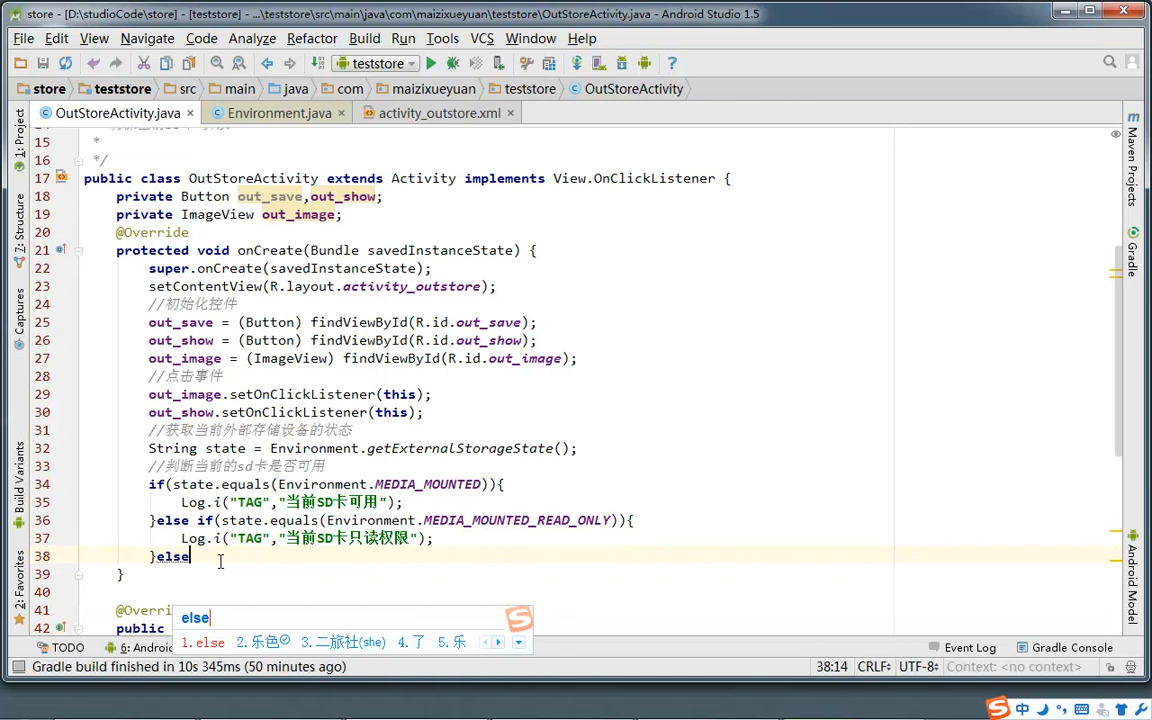 store - [D:\studioCode\store] - [teststore] - ...\teststore\src\main\java\com\maizixueyuan\teststore\OutStoreActivity.java - Android Studio 1.5
File Edit View Navigate Code Analyze Refactor Build Run Tools VCS Window Help
teststore
store teststore src main java com maizixueyuan teststore OutStoreActivity
OutStoreActivity.java Environment.java activity_outstore.xml
15 *
16 */
17 public class OutStoreActivity extends Activity implements View.OnClickListener {
18 private Button out_save,out_show;
19 private ImageView out_image;
20 @Override
21 protected void onCreate(Bundle savedInstanceState) {
22 super.onCreate(savedInstanceState);
23 setContentView(R.layout.activity_outstore);
24 //初始化控件
25 out_save = (Button) findViewById(R.id.out_save);
26 out_show = (Button) findViewById(R.id.out_show);
27 out_image = (ImageView) findViewById(R.id.out_image);
28 //点击事件
29 out_image.setOnClickListener(this);
30 out_show.setOnClickListener(this);
31 //获取当前外部存储设备的状态
32 String state = Environment.getExternalStorageState();
33 //判断当前的sd卡是否可用
34 if(state.equals(Environment.MEDIA_MOUNTED)){
35 Log.i("TAG","当前SD卡可用");
36 }else if(state.equals(Environment.MEDIA_MOUNTED_READ_ONLY)){
37 Log.i("TAG","当前SD卡只读权限");
38 }else
39 }
40
41 @Overri
42 public
else
1.else 2.乐色 3.二旅社(she) 4.了 5.乐
1: Project
7: Structure
Captures
Build Variants
2: Favorites
Maven Projects
Gradle
Android Model
TODO 6: Android Event Log Gradle Console
Gradle build finished in 10s 345ms (50 minutes ago) 38:14 CRLF UTF-8 Context: <no context>
中